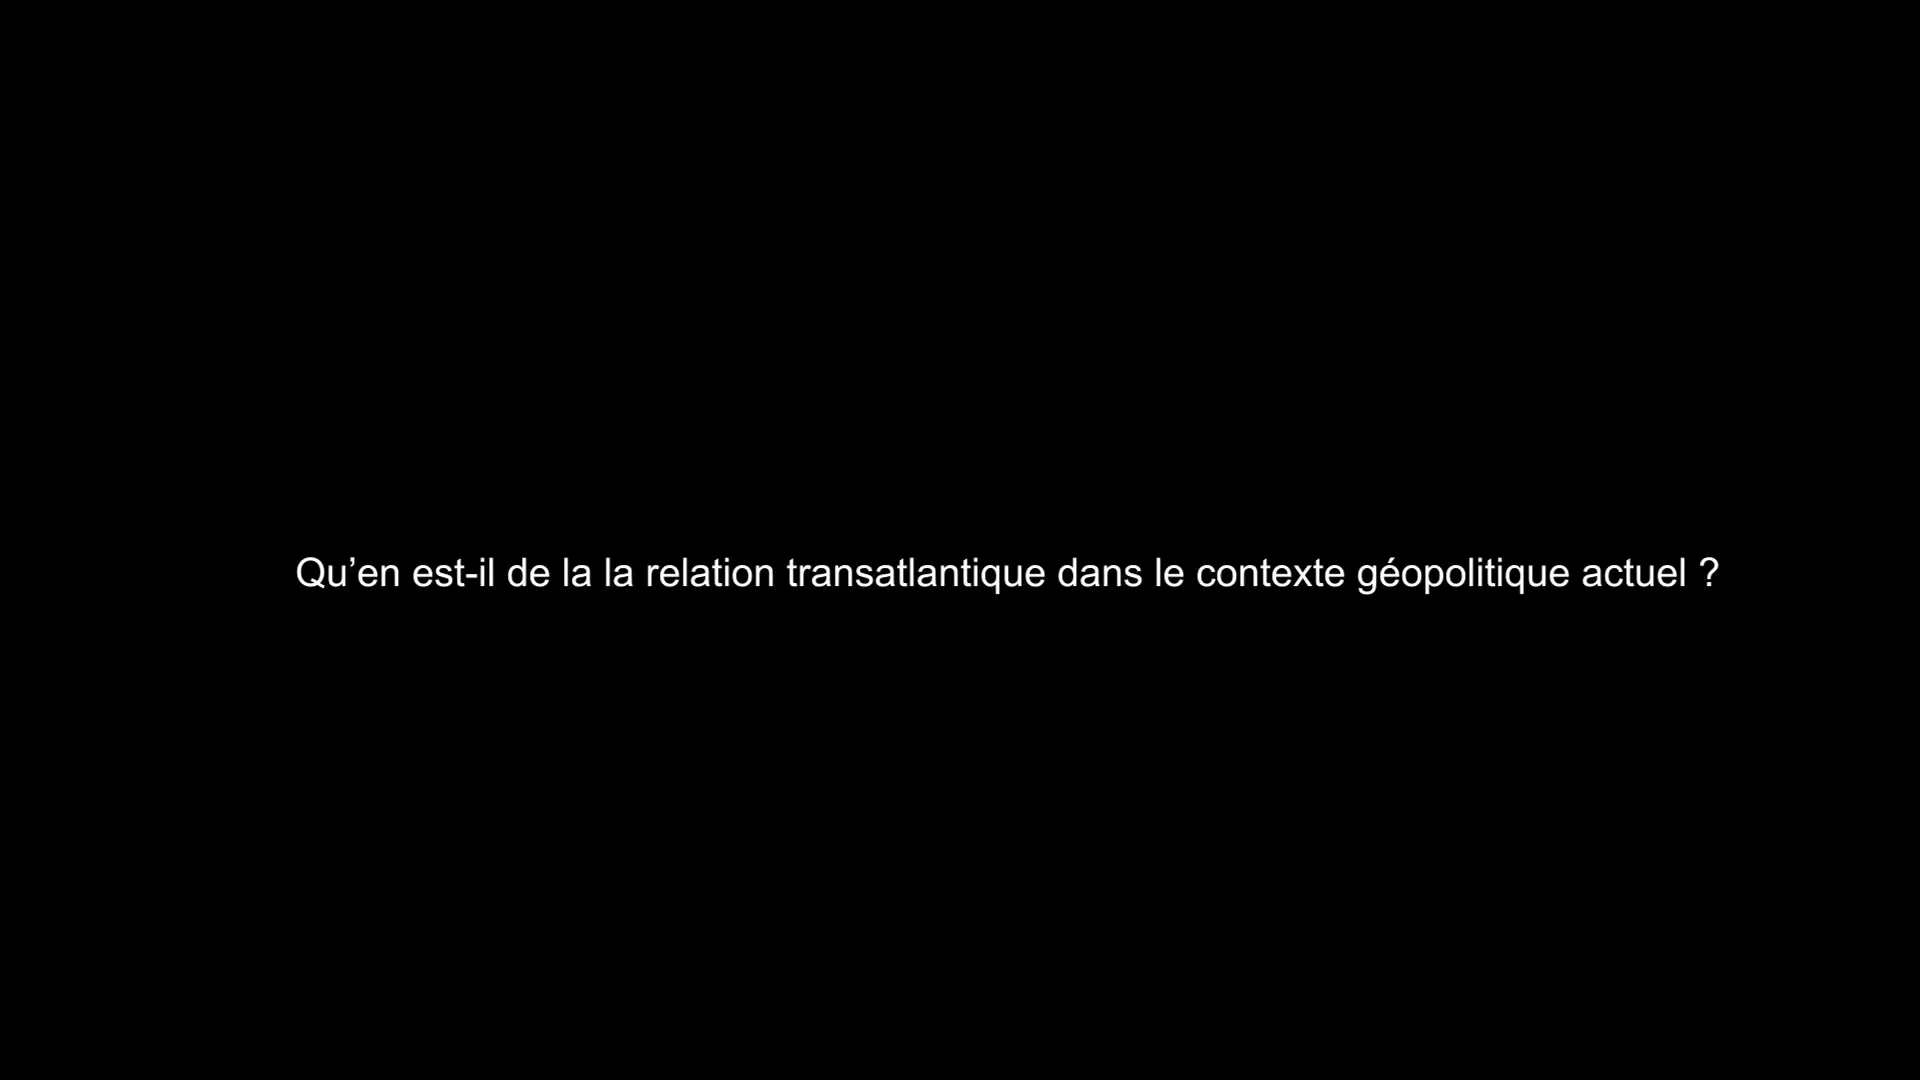 Qu’en est-il de la la relation transatlantique dans le contexte géopolitique actuel ?